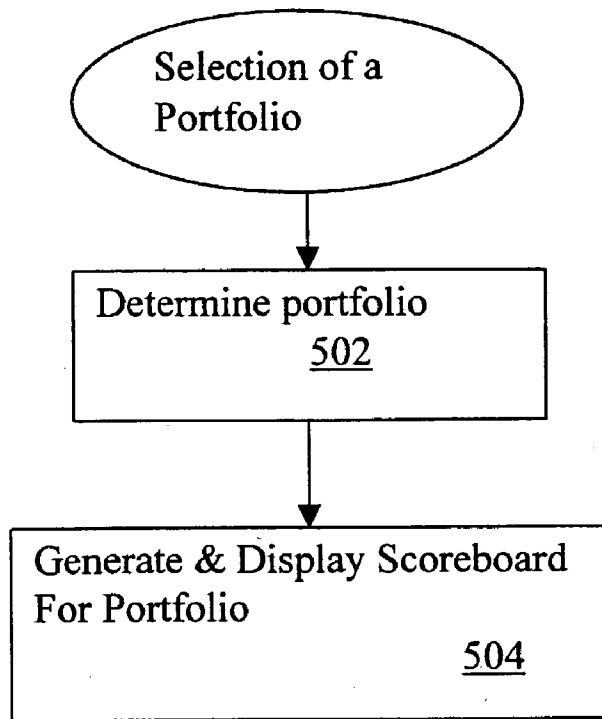 Selection of a
Portfolio
Determine portfolio
502
Generate & Display Scoreboard
For Portfolio
504